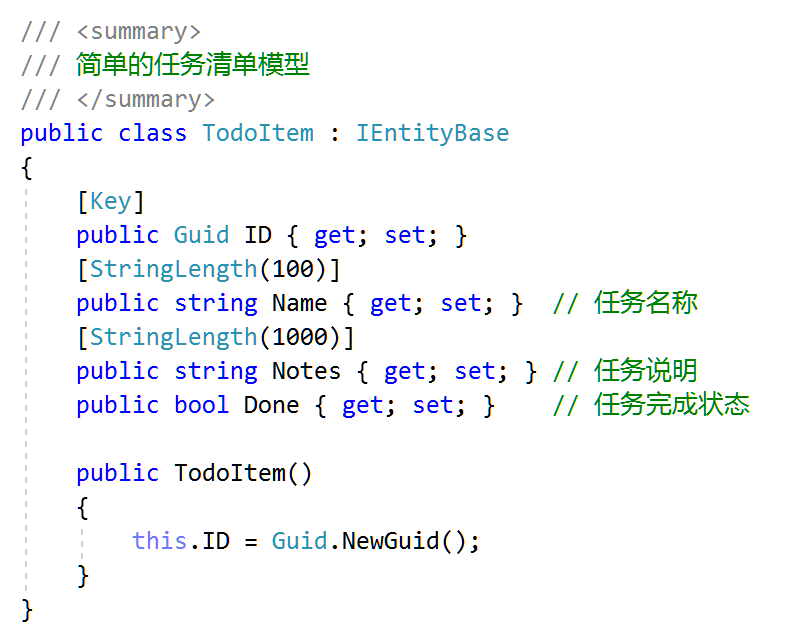 /// <summary>
/// 简单的任务清单模型
/// </summary>
public class TodoItem : IEntityBase
{
    [Key]
    public Guid ID { get; set; }
    [StringLength(100)]
    public string Name { get; set; }  // 任务名称
    [StringLength(1000)]
    public string Notes { get; set; } // 任务说明
    public bool Done { get; set; }    // 任务完成状态

    public TodoItem()
    {
        this.ID = Guid.NewGuid();
    }
}